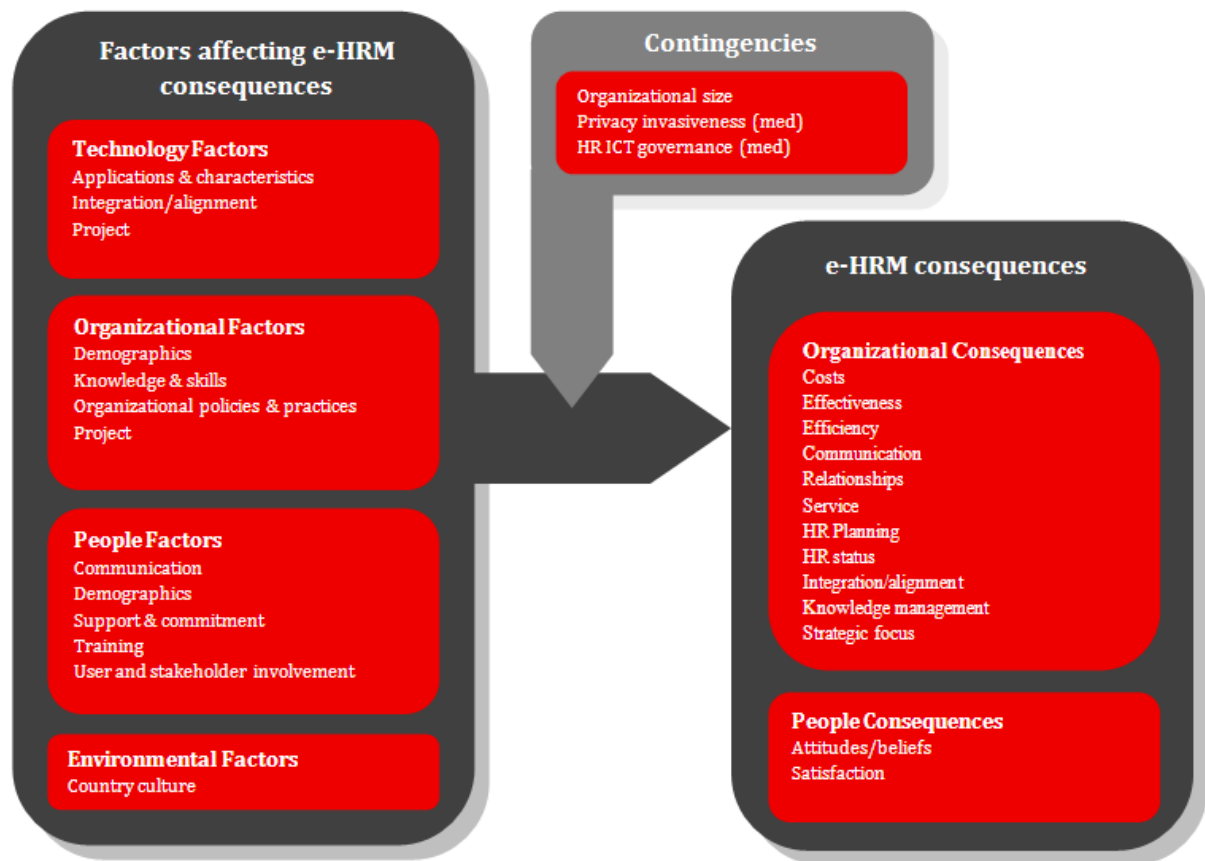 Factors affecting e-HRM
consequences
Technology Factors
Applications & characteristics
Integration/alignment
Project
Organizational Factors
Demographics
Knowledge & skills
Organizational policies & practices
Project
People Factors
Communication
Demographics
Support & commitment
Training
User and stakeholder involvement
Environmental Factors
Country culture
Contingencies
Organizational size
Privacy invasiveness (med)
HR ICT governance (med)
e-HRM consequences
Organizational Consequences
Costs
Effectiveness
Efficiency
Communication
Relationships
Service
HR Planning
HR status
Integration/alignment
Knowledge management
Strategic focus
People Consequences
Attitudes/beliefs
Satisfaction